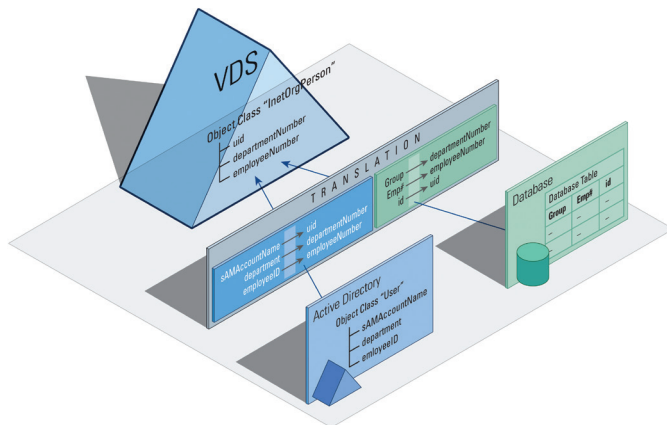 VDS
Object Class "InetOrgPerson"
uid
departmentNumber
employeeNumber
TRANSLATION
sAMAccountName uid
department departmentNumber
employeeID employeeNumber
Group departmentNumber
Emp# employeeNumber
id uid
Active Directory
Object Class "User"
sAMAccountName
department
emloyeeID
Database
Database Table
Group Emp# id
– – –
– – –